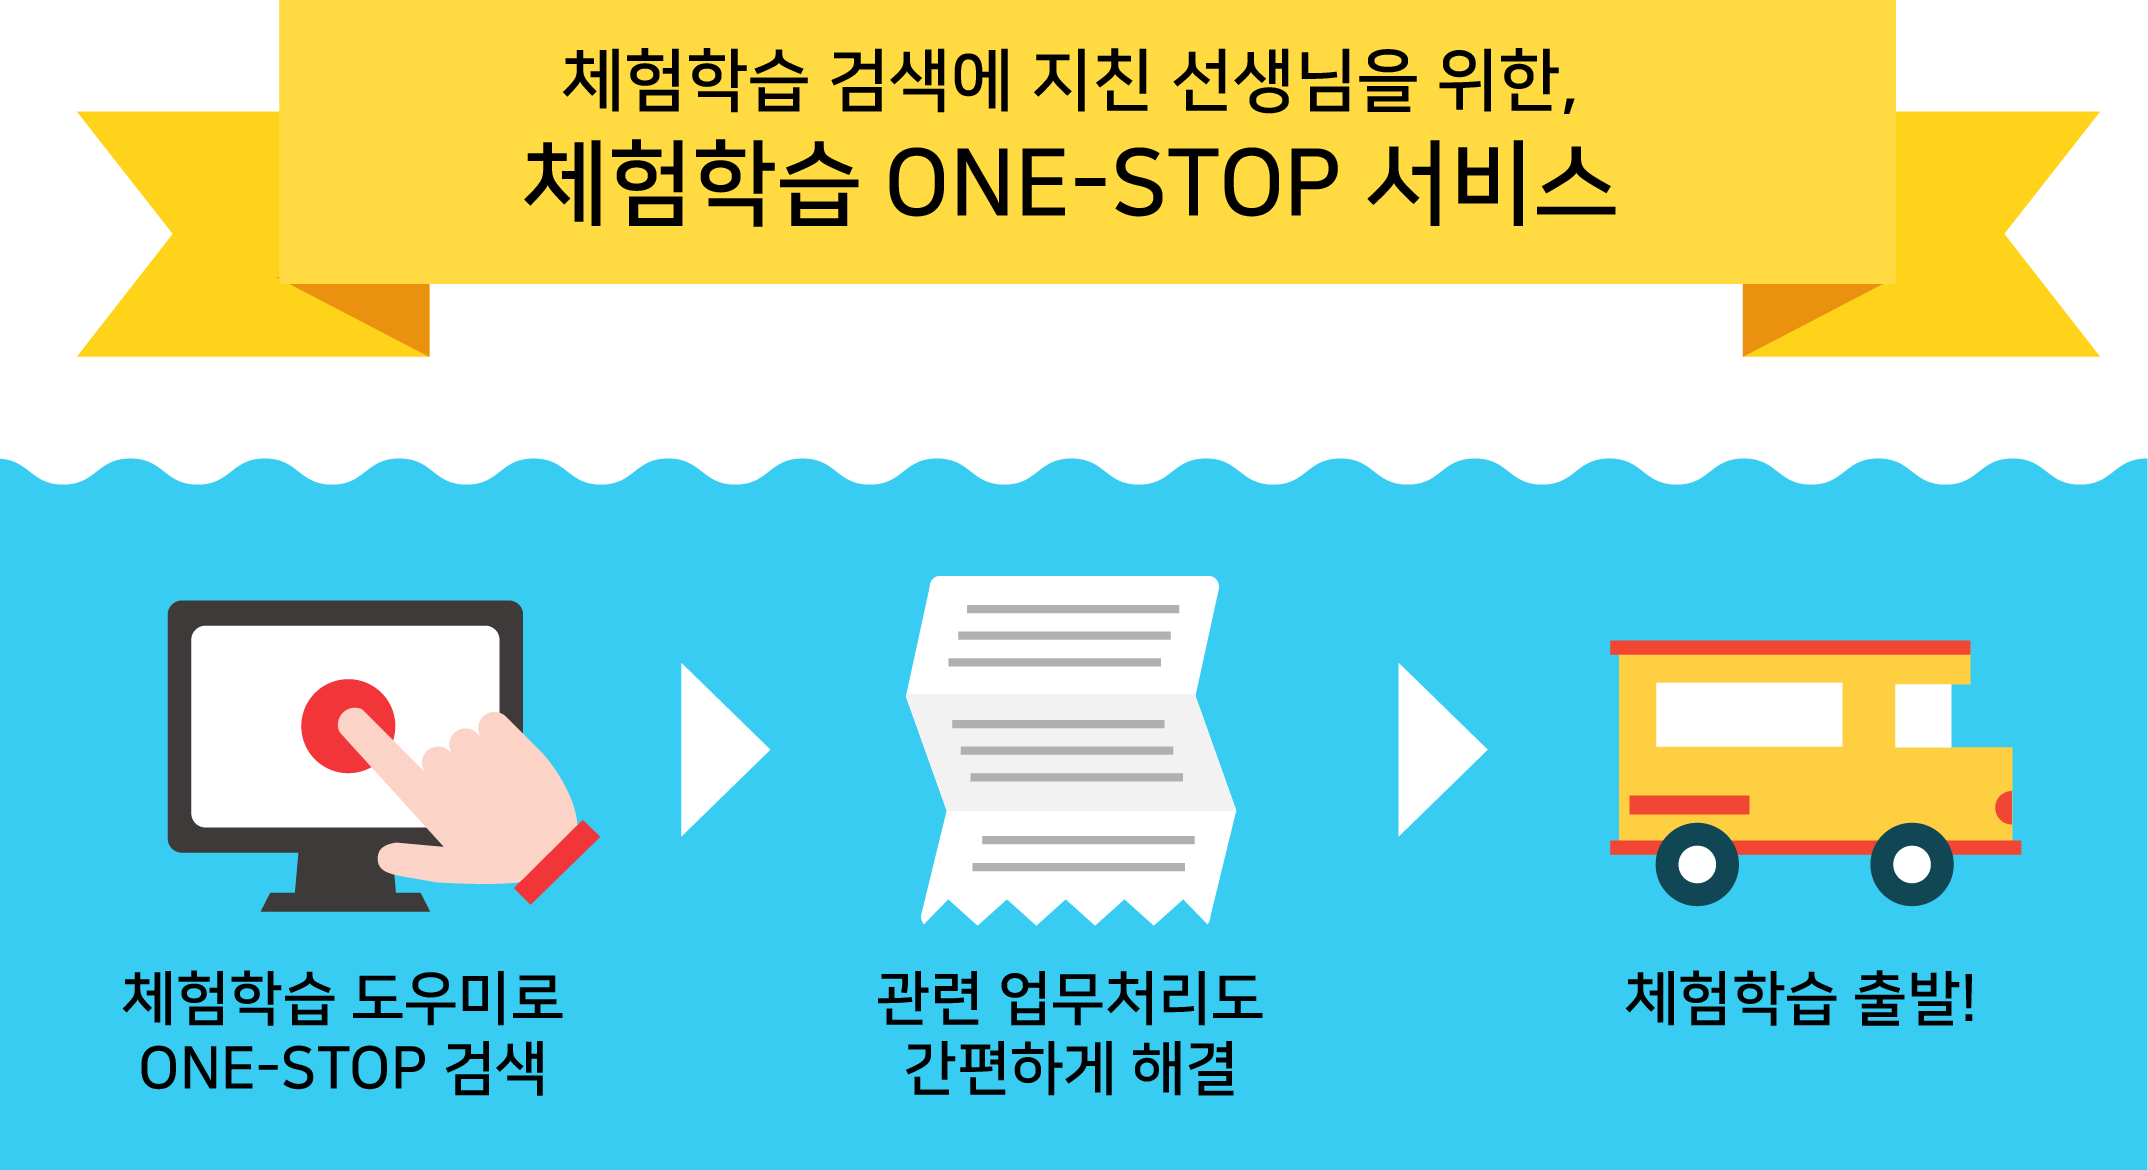 체험학습 검색에 지친 선생님을 위한,
체험학습 ONE-STOP 서비스
체험학습 도우미로
ONE-STOP 검색
관련 업무처리도
간편하게 해결
체험학습 출발!